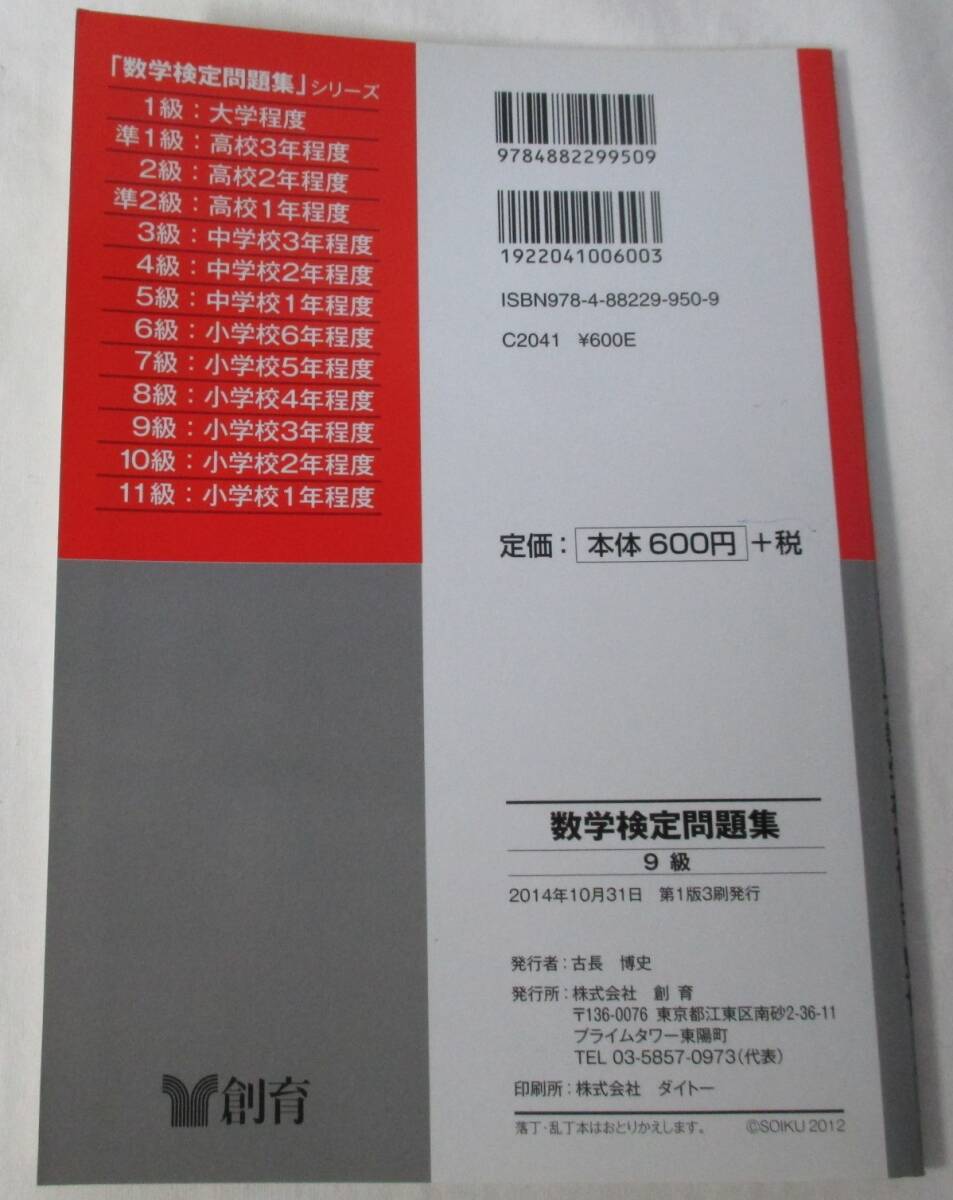 「数学検定問題集」シリーズ
1級：大学程度
準1級：高校3年程度
2級：高校2年程度
準2級：高校1年程度
3級：中学校3年程度
4級：中学校2年程度
5級：中学校1年程度
6級：小学校6年程度
7級：小学校5年程度
8級：小学校4年程度
9級：小学校3年程度
10級：小学校2年程度
11級：小学校1年程度
創育
9784882299509
1922041006003
ISBN978-4-88229-950-9
C2041 ¥600E
定価：本体 600円＋税
数学検定問題集
9 級
2014年10月31日 第1版3刷発行
発行者：古長 博史
発行所：株式会社 創 育
〒136-0076 東京都江東区南砂2-36-11
プライムタワー東陽町
TEL 03-5857-0973（代表）
印刷所：株式会社 ダイトー
落丁・乱丁本はおとりかえします。 ©SOIKU 2012